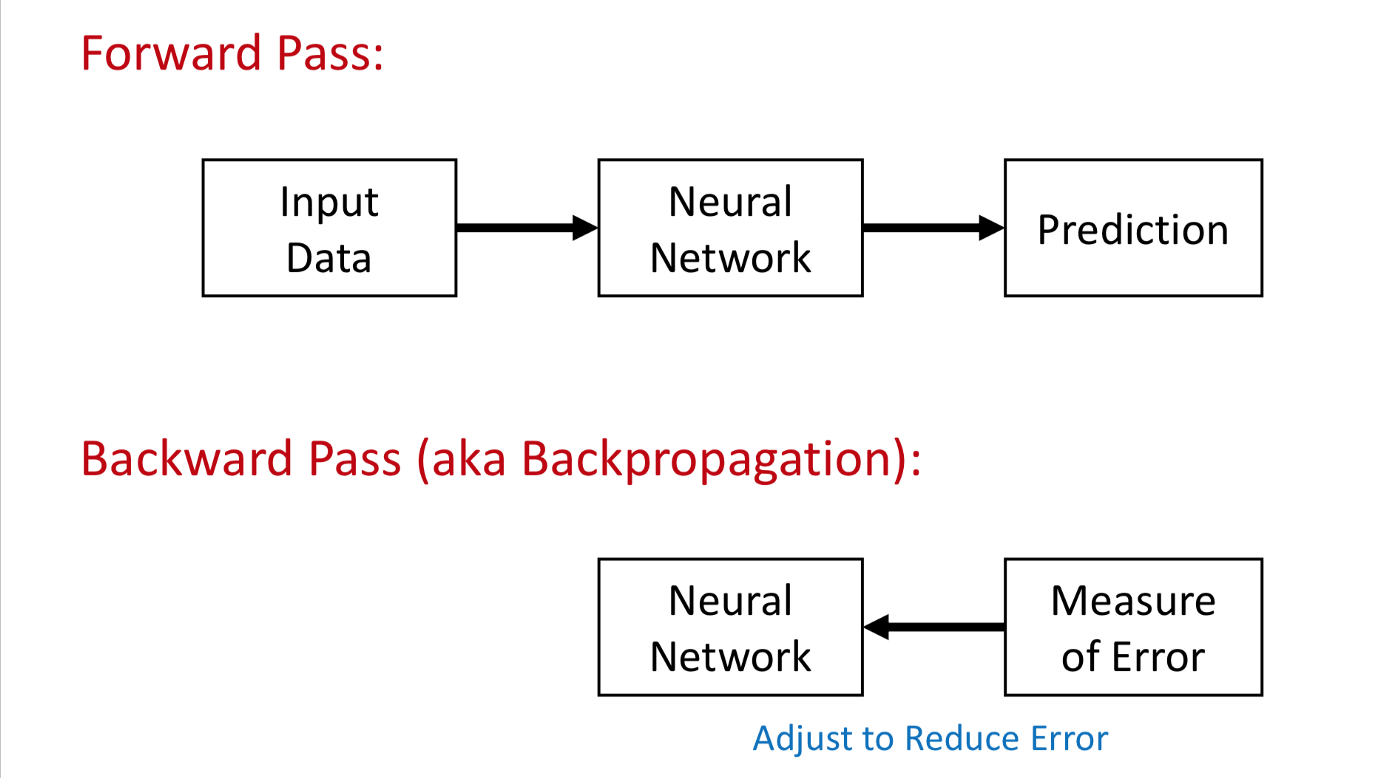 Forward Pass:
Input
Data
Neural
Network
Prediction
Backward Pass (aka Backpropagation):
Neural
Network
Measure
of Error
Adjust to Reduce Error